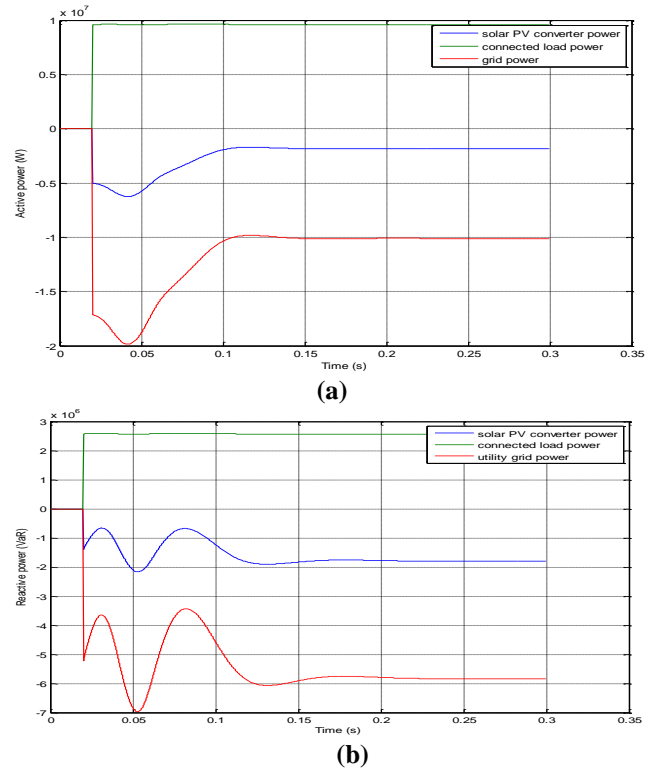 x 10^7
solar PV converter power
connected load power
grid power
1
0.5
0
-0.5
-1
-1.5
-2
Active power (W)
0 0.05 0.1 0.15 0.2 0.25 0.3 0.35
Time (s)
(a)
x 10^6
solar PV converter power
connected load power
utility grid power
3
2
1
0
-1
-2
-3
-4
-5
-6
-7
Reactive power (VaR)
0 0.05 0.1 0.15 0.2 0.25 0.3 0.35
Time (s)
(b)